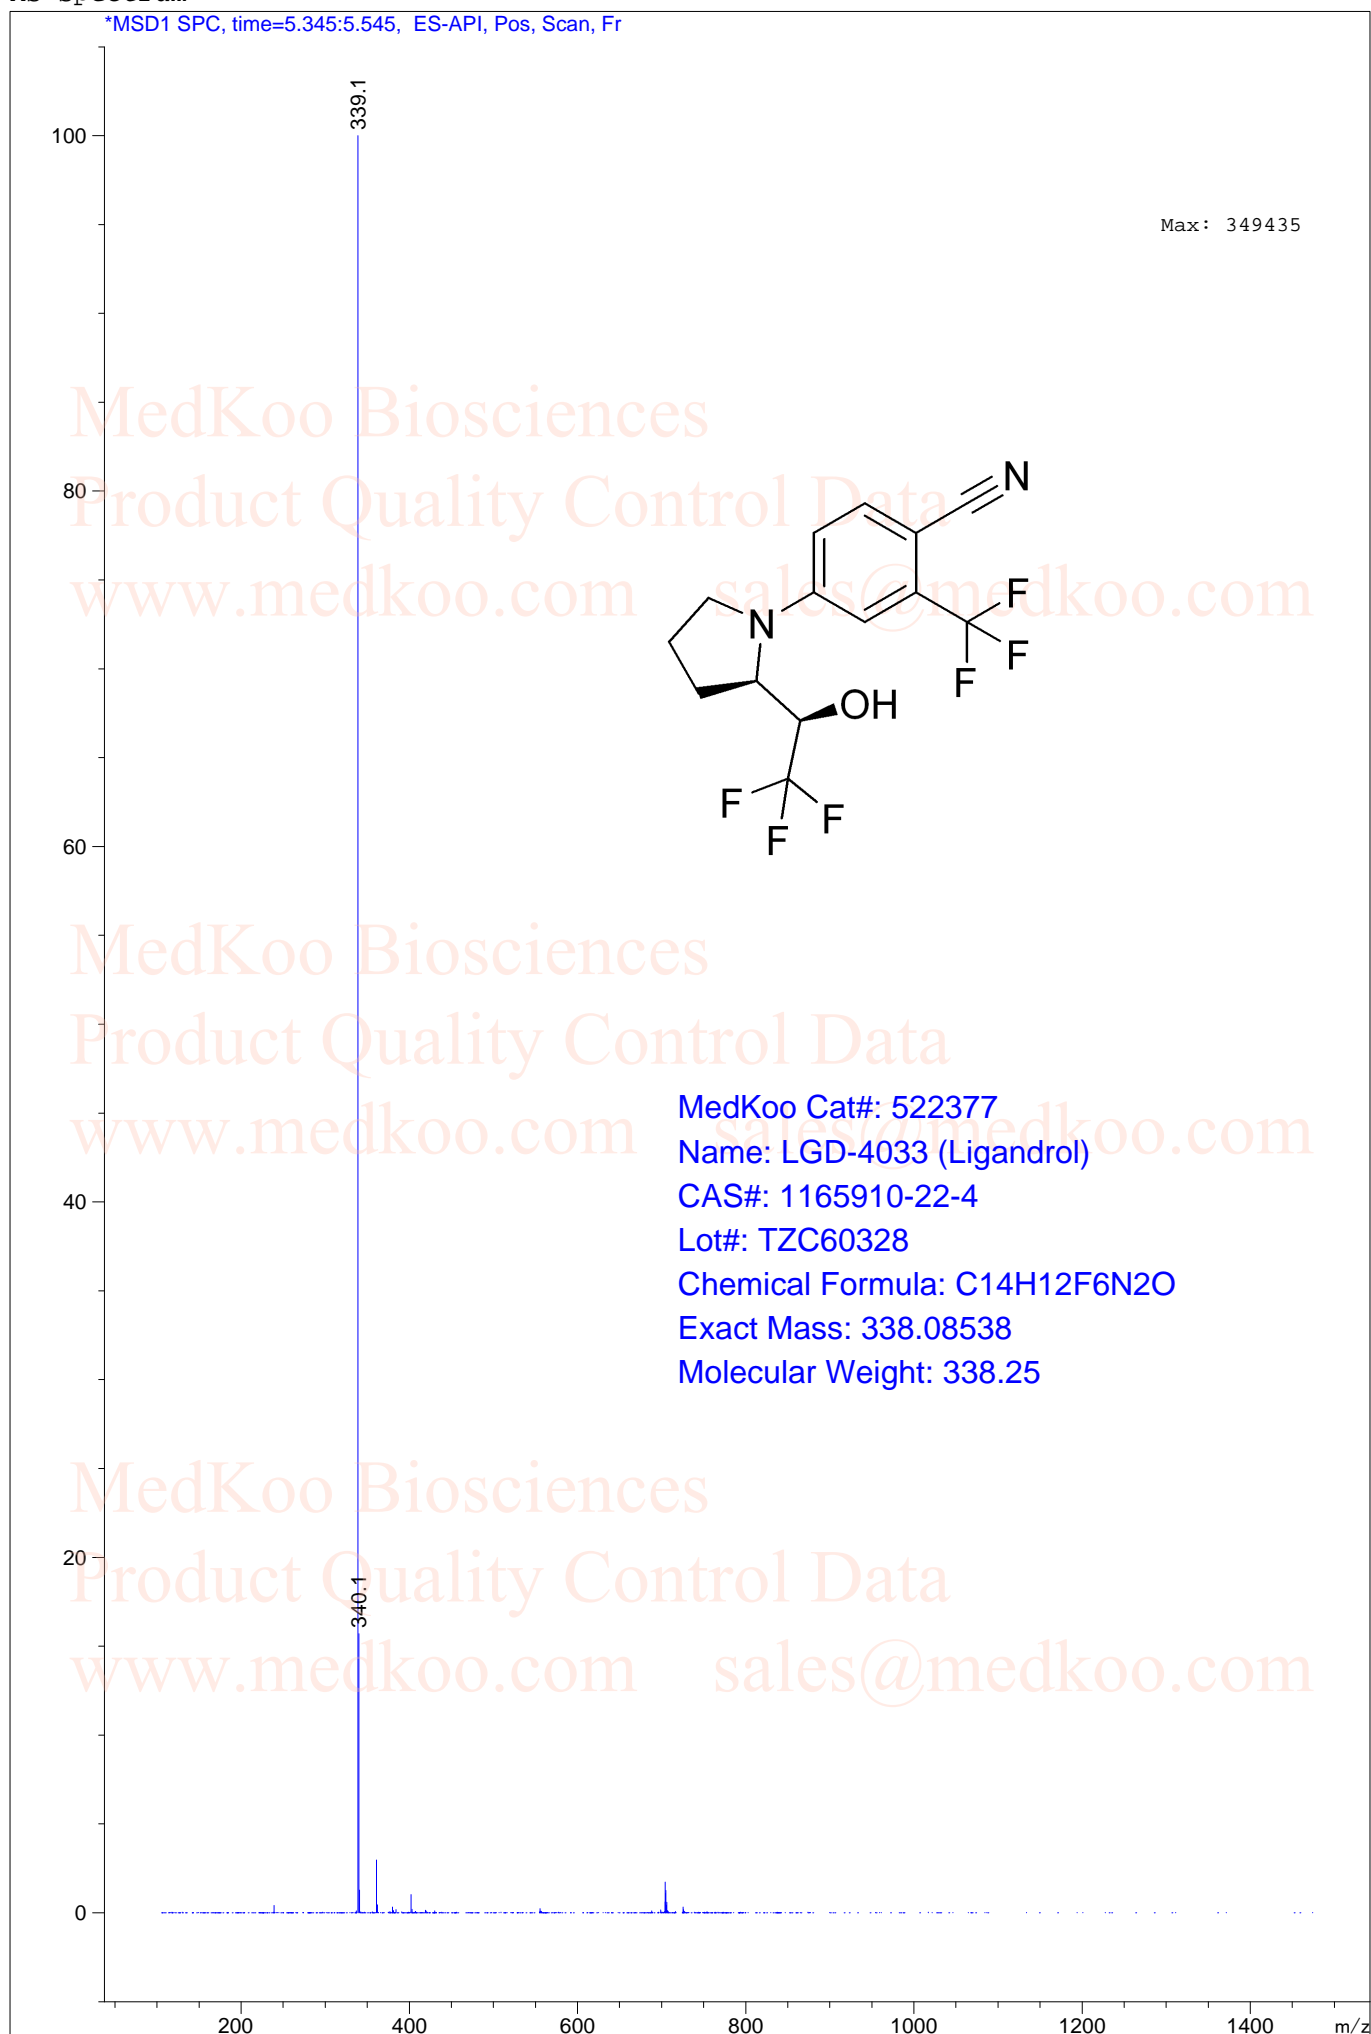 *MSD1 SPC, time=5.345:5.545, ES-API, Pos, Scan, Fr
339.1
100
Max: 349435
MedKoo Biosciences
80
Product Quality Control Data
N
www.medkoo.com sales@medkoo.com
F
N
F
F
OH
F
F
F
60
MedKoo Biosciences
Product Quality Control Data
MedKoo Cat#: 522377
www.medkoo.com sales@medkoo.com
Name: LGD-4033 (Ligandrol)
40
CAS#: 1165910-22-4
Lot#: TZC60328
Chemical Formula: C14H12F6N2O
Exact Mass: 338.08538
Molecular Weight: 338.25
MedKoo Biosciences
20
Product Quality Control Data
340.1
www.medkoo.com sales@medkoo.com
0
200 400 600 800 1000 1200 1400 m/z